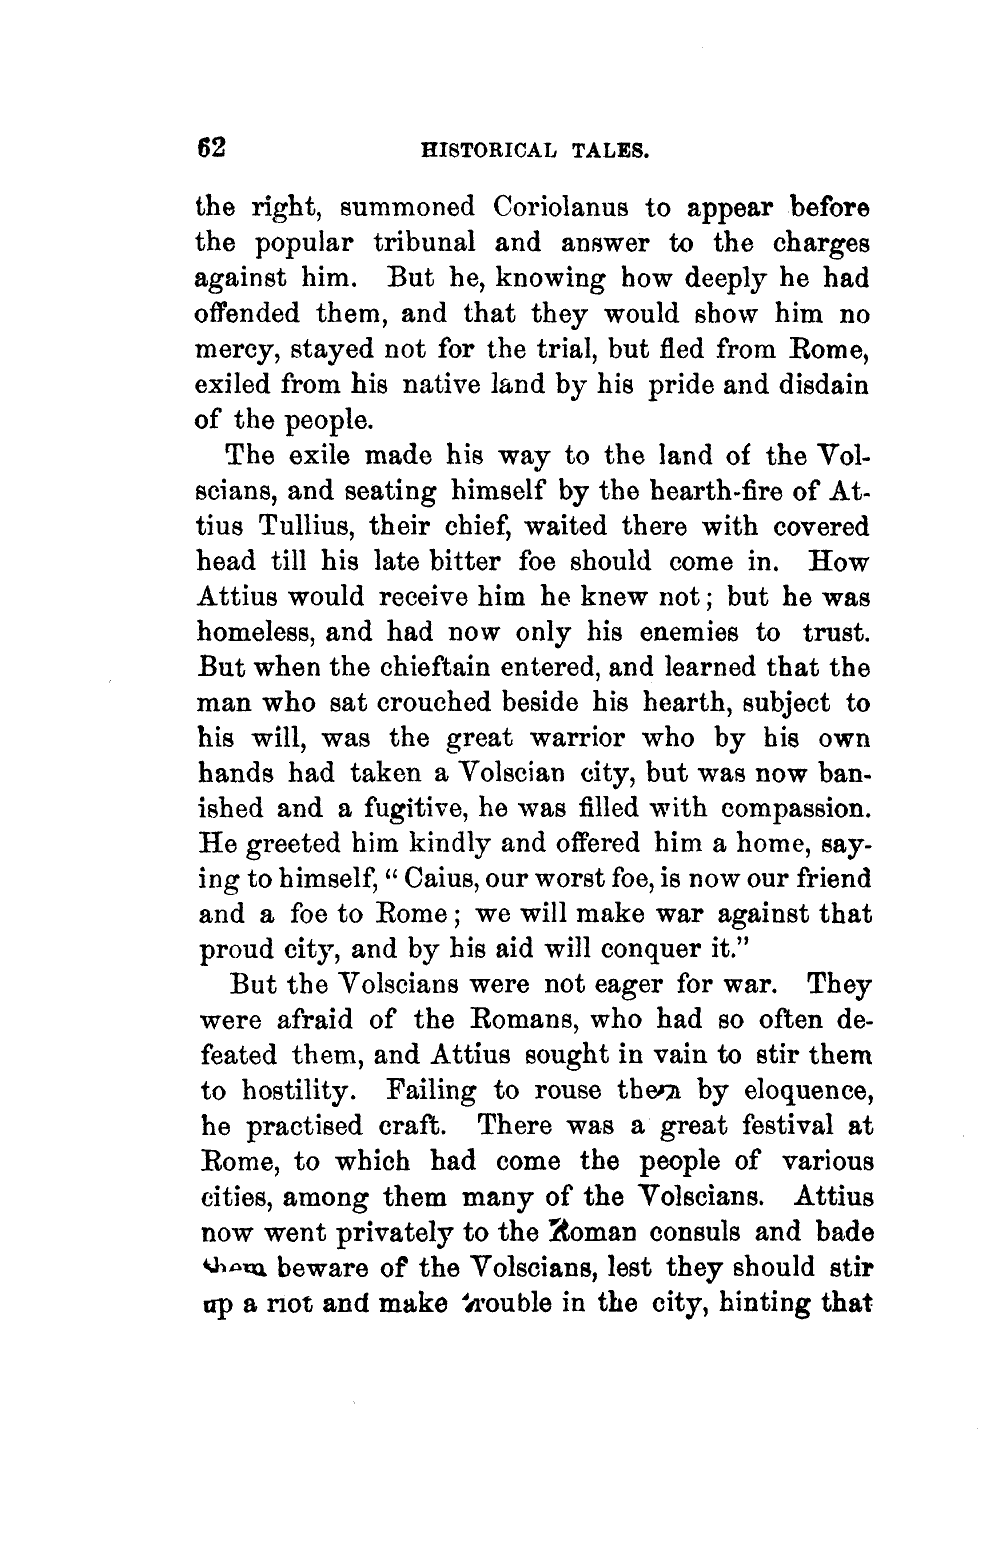 62 HISTORICAL TALES.
the right, summoned Coriolanus to appear before
the popular tribunal and answer to the charges
against him. But he, knowing how deeply he had
offended them, and that they would show him no
mercy, stayed not for the trial, but fled from Rome,
exiled from his native land by his pride and disdain
of the people.
The exile made his way to the land of the Vol-
scians, and seating himself by the hearth-fire of At-
tius Tullius, their chief, waited there with covered
head till his late bitter foe should come in. How
Attius would receive him he knew not; but he was
homeless, and had now only his enemies to trust.
But when the chieftain entered, and learned that the
man who sat crouched beside his hearth, subject to
his will, was the great warrior who by his own
hands had taken a Volscian city, but was now ban-
ished and a fugitive, he was filled with compassion.
He greeted him kindly and offered him a home, say-
ing to himself, “Caius, our worst foe, is now our friend
and a foe to Rome; we will make war against that
proud city, and by his aid will conquer it.”
But the Volscians were not eager for war. They
were afraid of the Romans, who had so often de-
feated them, and Attius sought in vain to stir them
to hostility. Failing to rouse them by eloquence,
he practised craft. There was a great festival at
Rome, to which had come the people of various
cities, among them many of the Volscians. Attius
now went privately to the Roman consuls and bade
them beware of the Volscians, lest they should stir
up a riot and make trouble in the city, hinting that